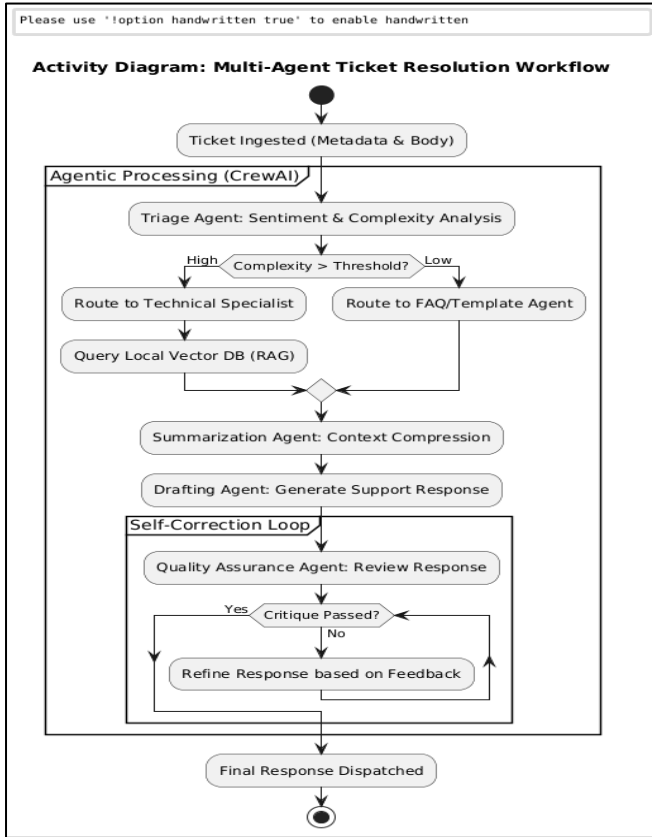 Please use '!option handwritten true' to enable handwritten
Activity Diagram: Multi-Agent Ticket Resolution Workflow
Ticket Ingested (Metadata & Body)
Agentic Processing (CrewAI)
Triage Agent: Sentiment & Complexity Analysis
High
Complexity > Threshold?
Low
Route to Technical Specialist
Route to FAQ/Template Agent
Query Local Vector DB (RAG)
Summarization Agent: Context Compression
Drafting Agent: Generate Support Response
Self-Correction Loop
Quality Assurance Agent: Review Response
Yes
Critique Passed?
No
Refine Response based on Feedback
Final Response Dispatched